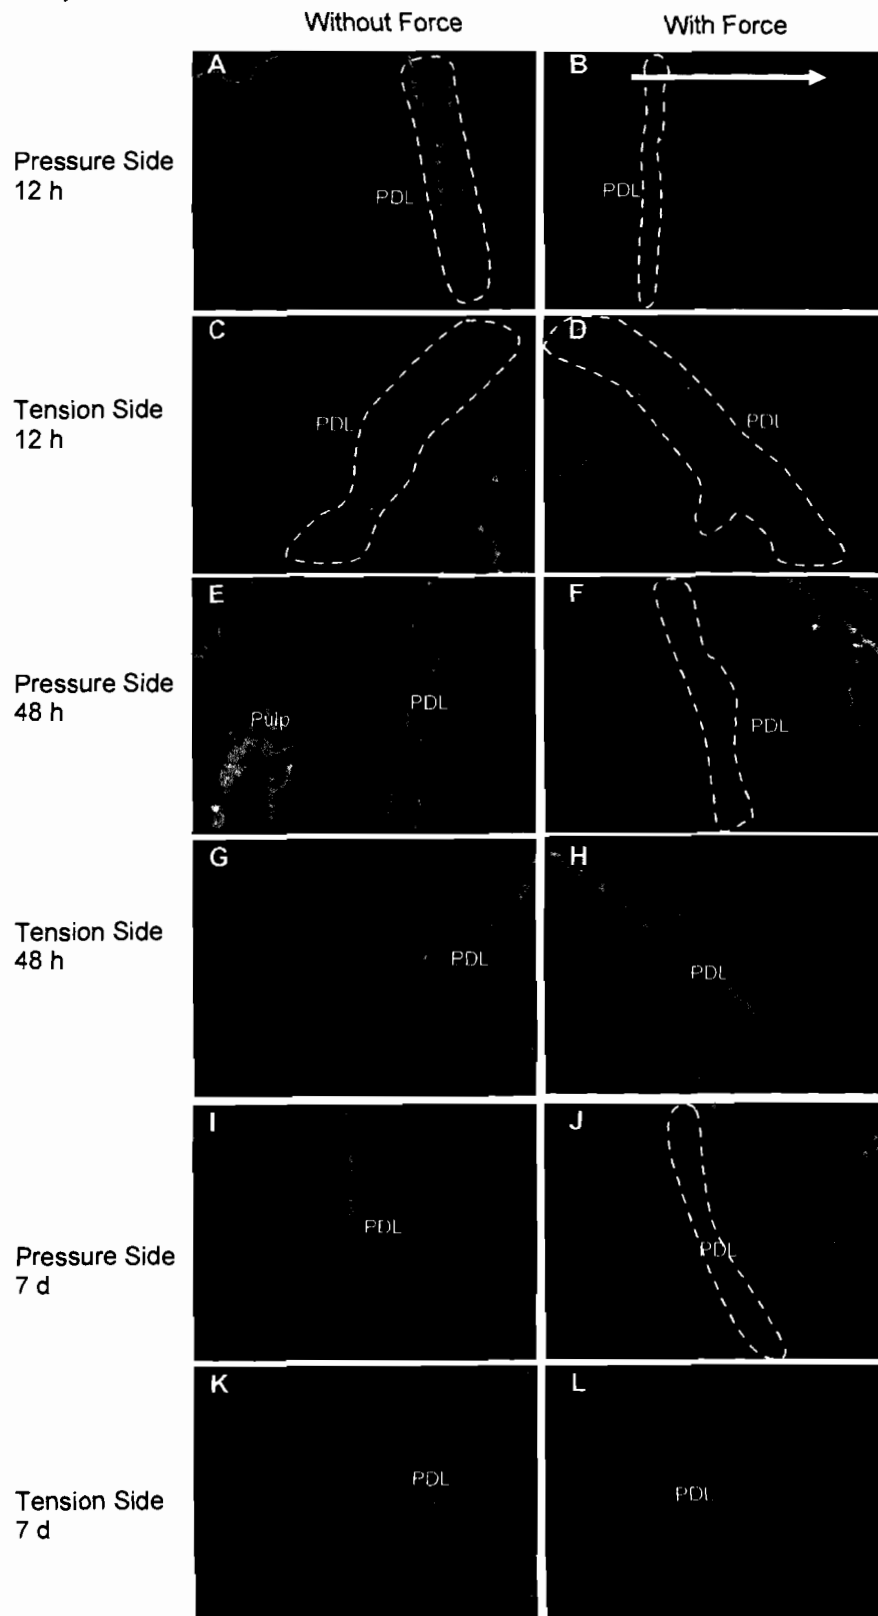 Without Force
With Force
Pressure Side
12 h
A
PDL
B
PDL
Tension Side
12 h
C
PDL
D
PDL
Pressure Side
48 h
E
Pulp
PDL
F
PDL
Tension Side
48 h
G
PDL
H
PDL
Pressure Side
7 d
I
PDL
J
PDL
Tension Side
7 d
K
PDL
L
PDL